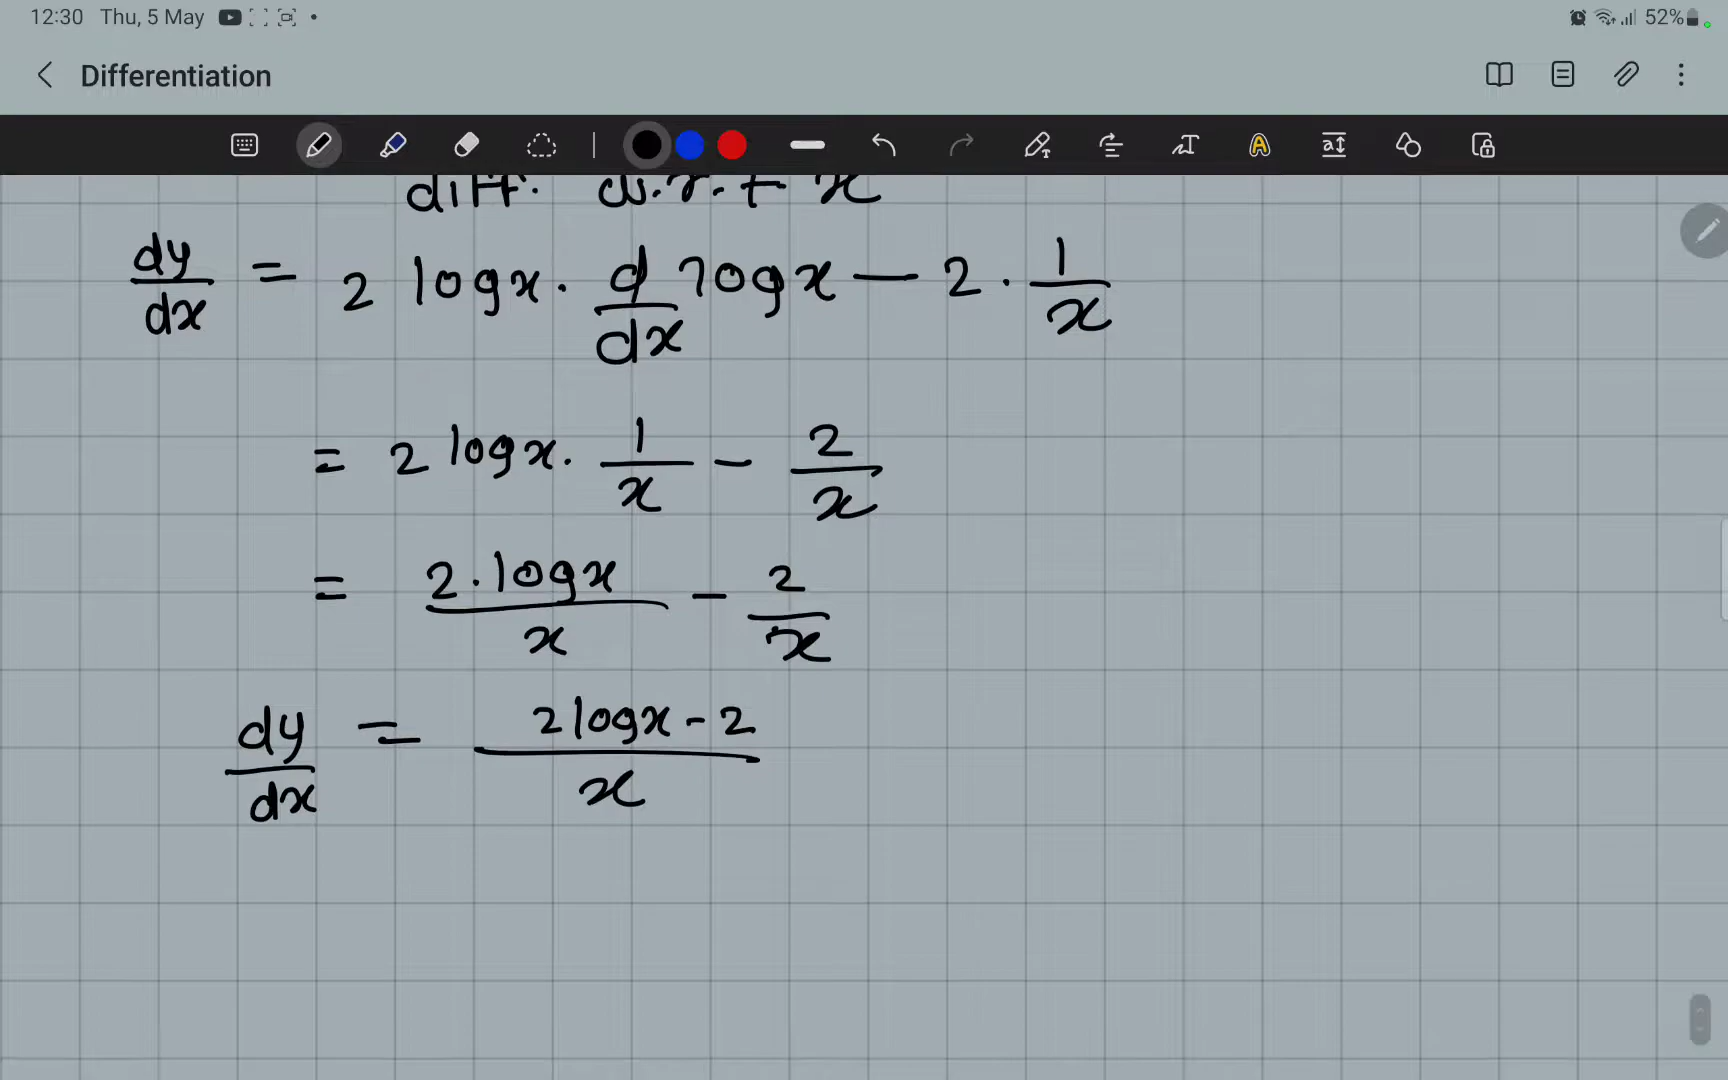 12:30 Thu, 5 May 52%
Differentiation
diff. w.r.t x
dy/dx = 2 logx. d/dx logx - 2 . 1/x
= 2 logx. 1/x - 2/x
= 2.logx/x - 2/x
dy/dx = 2logx-2/x